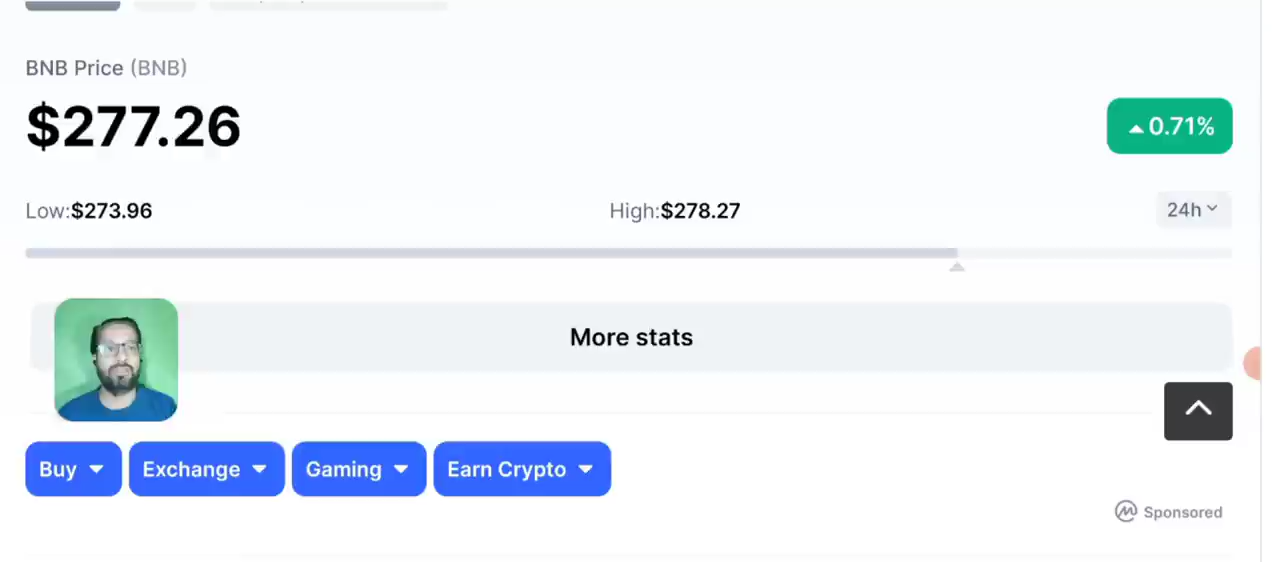 BNB Price (BNB)
$277.26
▲ 0.71%
Low:$273.96
High:$278.27
24h
More stats
Buy
Exchange
Gaming
Earn Crypto
Sponsored